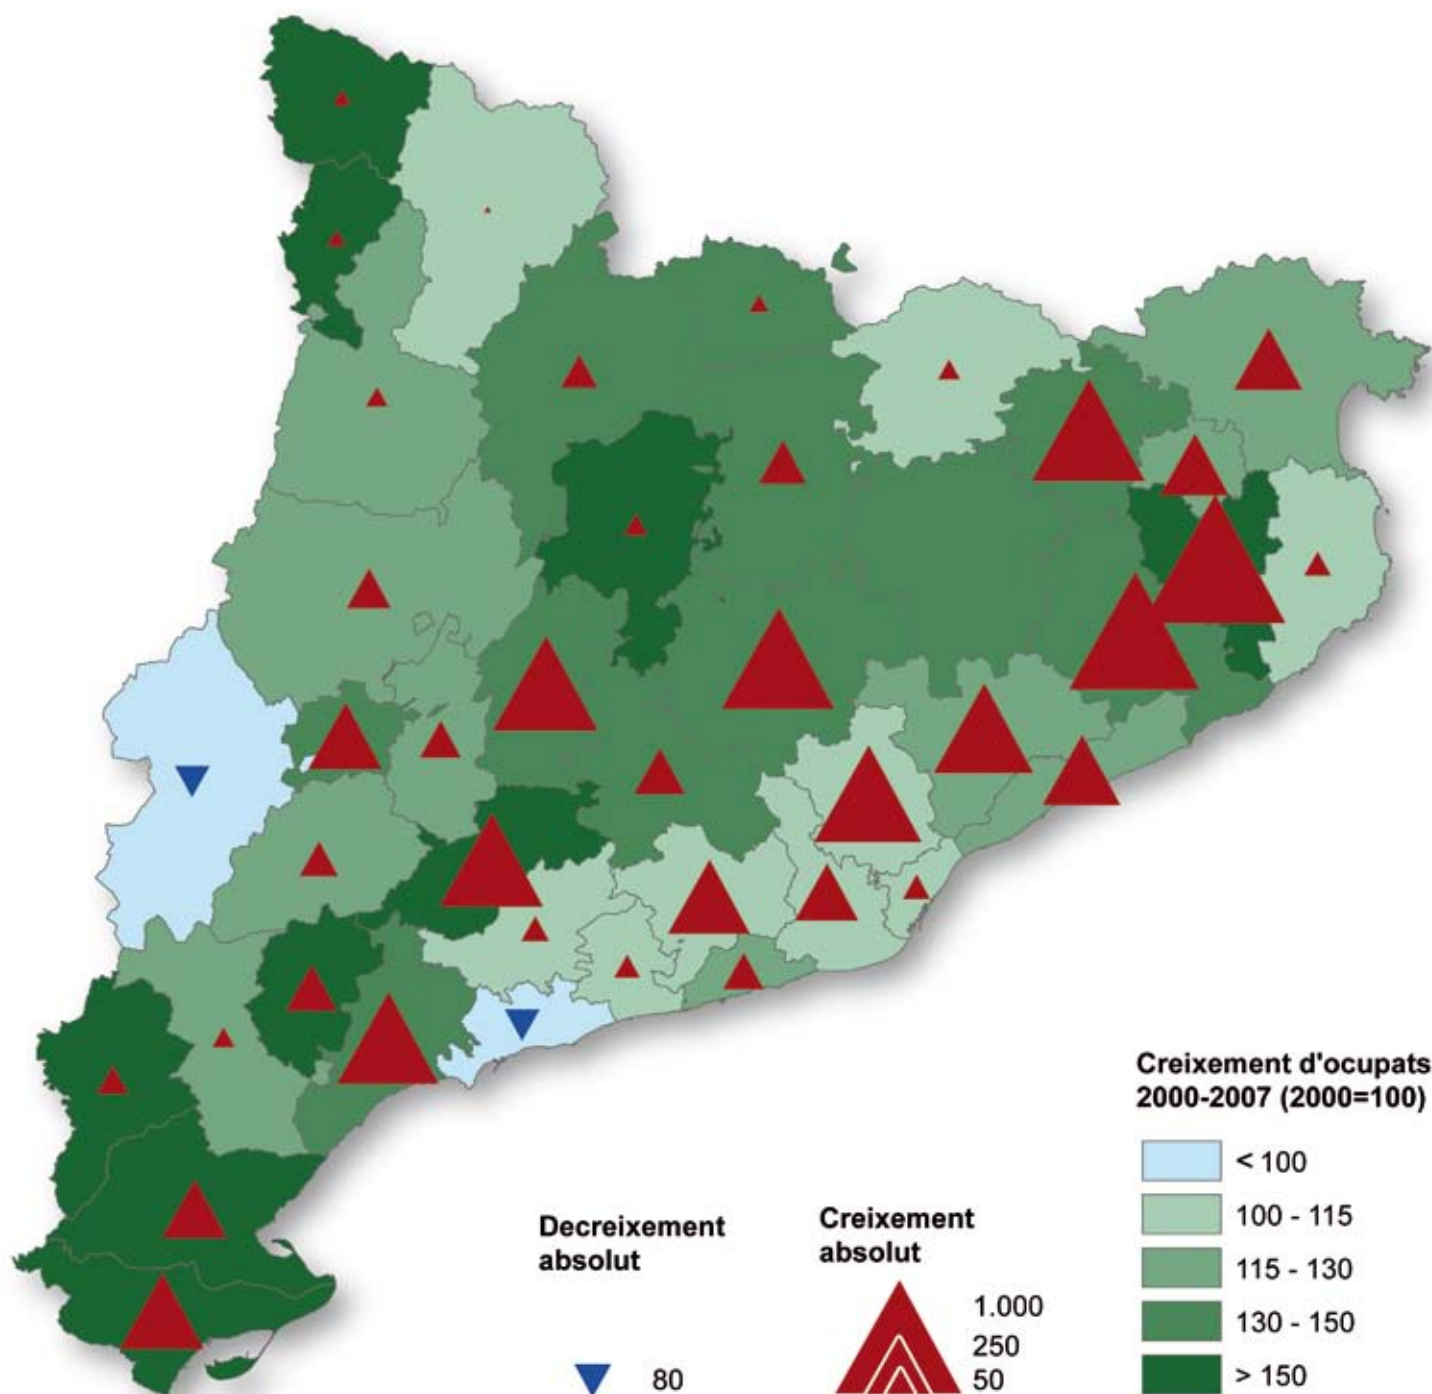 Creixement d'ocupats
2000-2007 (2000=100)
< 100
100 - 115
115 - 130
130 - 150
> 150
Decreixement
absolut
80
Creixement
absolut
1.000
250
50